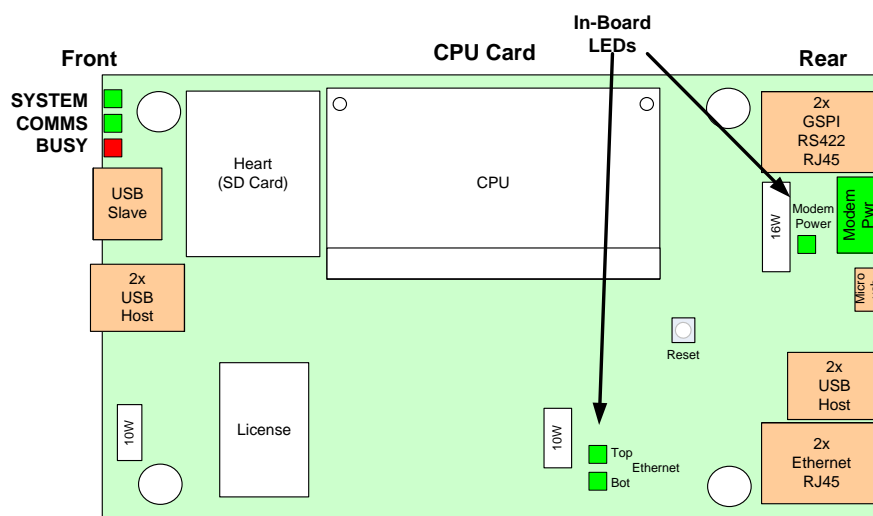 In-Board
LEDs
Front
CPU Card
Rear
SYSTEM
COMMS
BUSY
2x
GSPI
RS422
RJ45
Heart
(SD Card)
CPU
USB
Slave
16W
Modem
Power
Modem
Pwr
2x
USB
Host
Micro
Reset
2x
USB
Host
10W
License
10W
Top
Ethernet
Bot
2x
Ethernet
RJ45